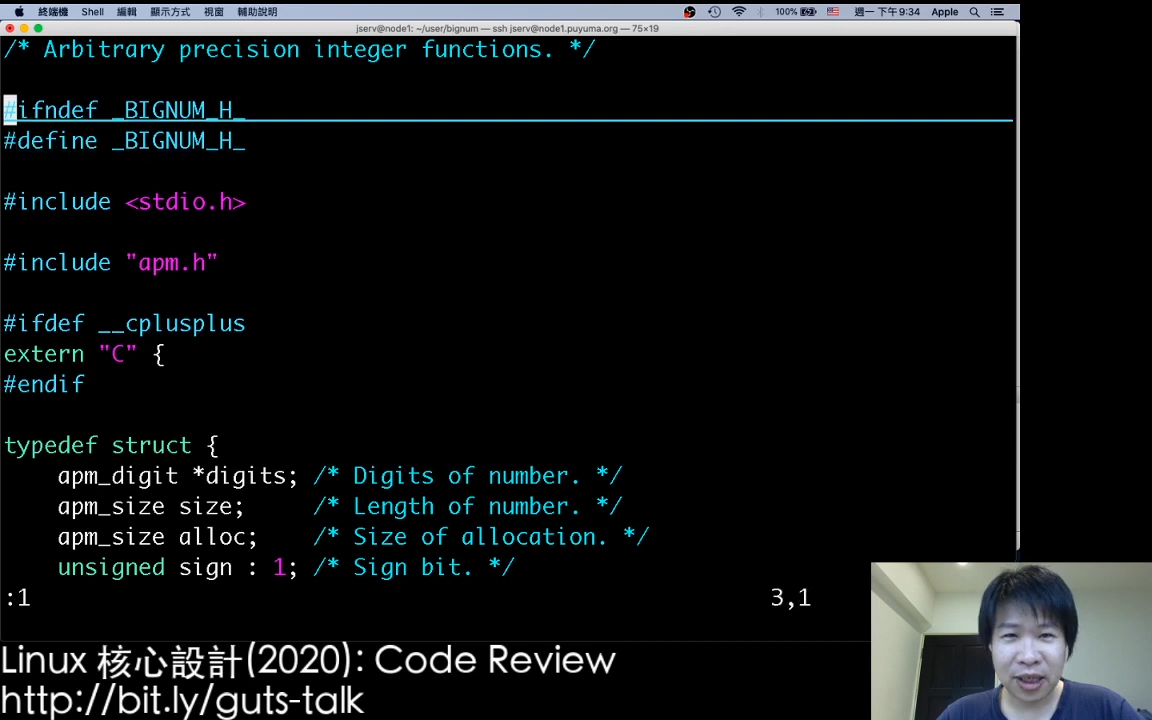 終端機 Shell 編輯 顯示方式 視窗 輔助說明 100% 週一 下午9:34 Apple
jserv@node1: ~/user/bignum — ssh jserv@node1.puyuma.org — 75×19
/* Arbitrary precision integer functions. */
#ifndef _BIGNUM_H_
#define _BIGNUM_H_
#include <stdio.h>
#include "apm.h"
#ifdef __cplusplus
extern "C" {
#endif
typedef struct {
apm_digit *digits; /* Digits of number. */
apm_size size; /* Length of number. */
apm_size alloc; /* Size of allocation. */
unsigned sign : 1; /* Sign bit. */
:1 3,1
Linux 核心設計(2020): Code Review
http://bit.ly/guts-talk